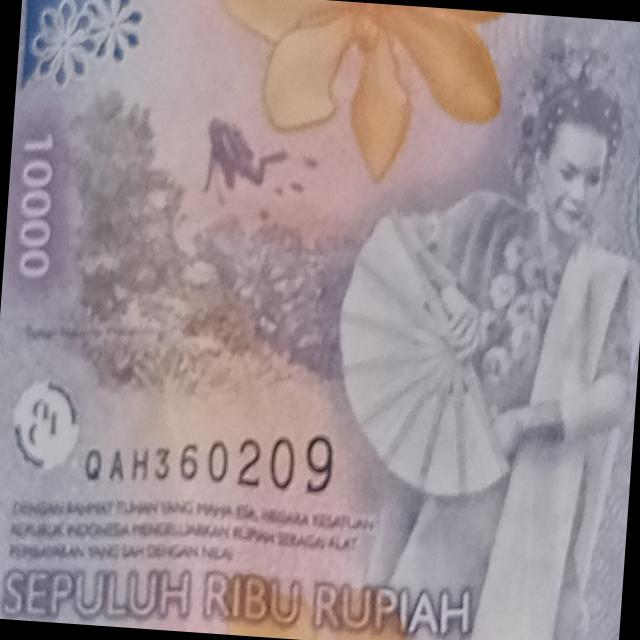 10000
QAH360209
DENGAN RAHMAT TUHAN YANG MAHA ESA, NEGARA KESATUAN
REPUBLIK INDONESIA MENGELUARKAN RUPIAH SEBAGAI ALAT
PEMBAYARAN YANG SAH DENGAN NILAI
SEPULUH RIBU RUPIAH